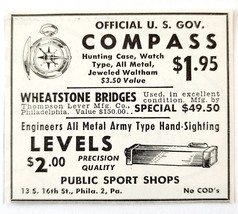 OFFICIAL U. S. GOV.
COMPASS
Hunting Case, Watch
Type, All Metal,
Jeweled Waltham
$3.50 Value
$1.95
WHEATSTONE BRIDGES Used, in excellent
condition. Mfg. by
Thompson Lever Mfg. Co.,
Philadelphia. Value $150.00.. SPECIAL $49.50
Engineers All Metal Army Type Hand-Sighting
LEVELS
$2.00 PRECISION
QUALITY
PUBLIC SPORT SHOPS
13 S. 16th St., Phila. 2, Pa. No COD's